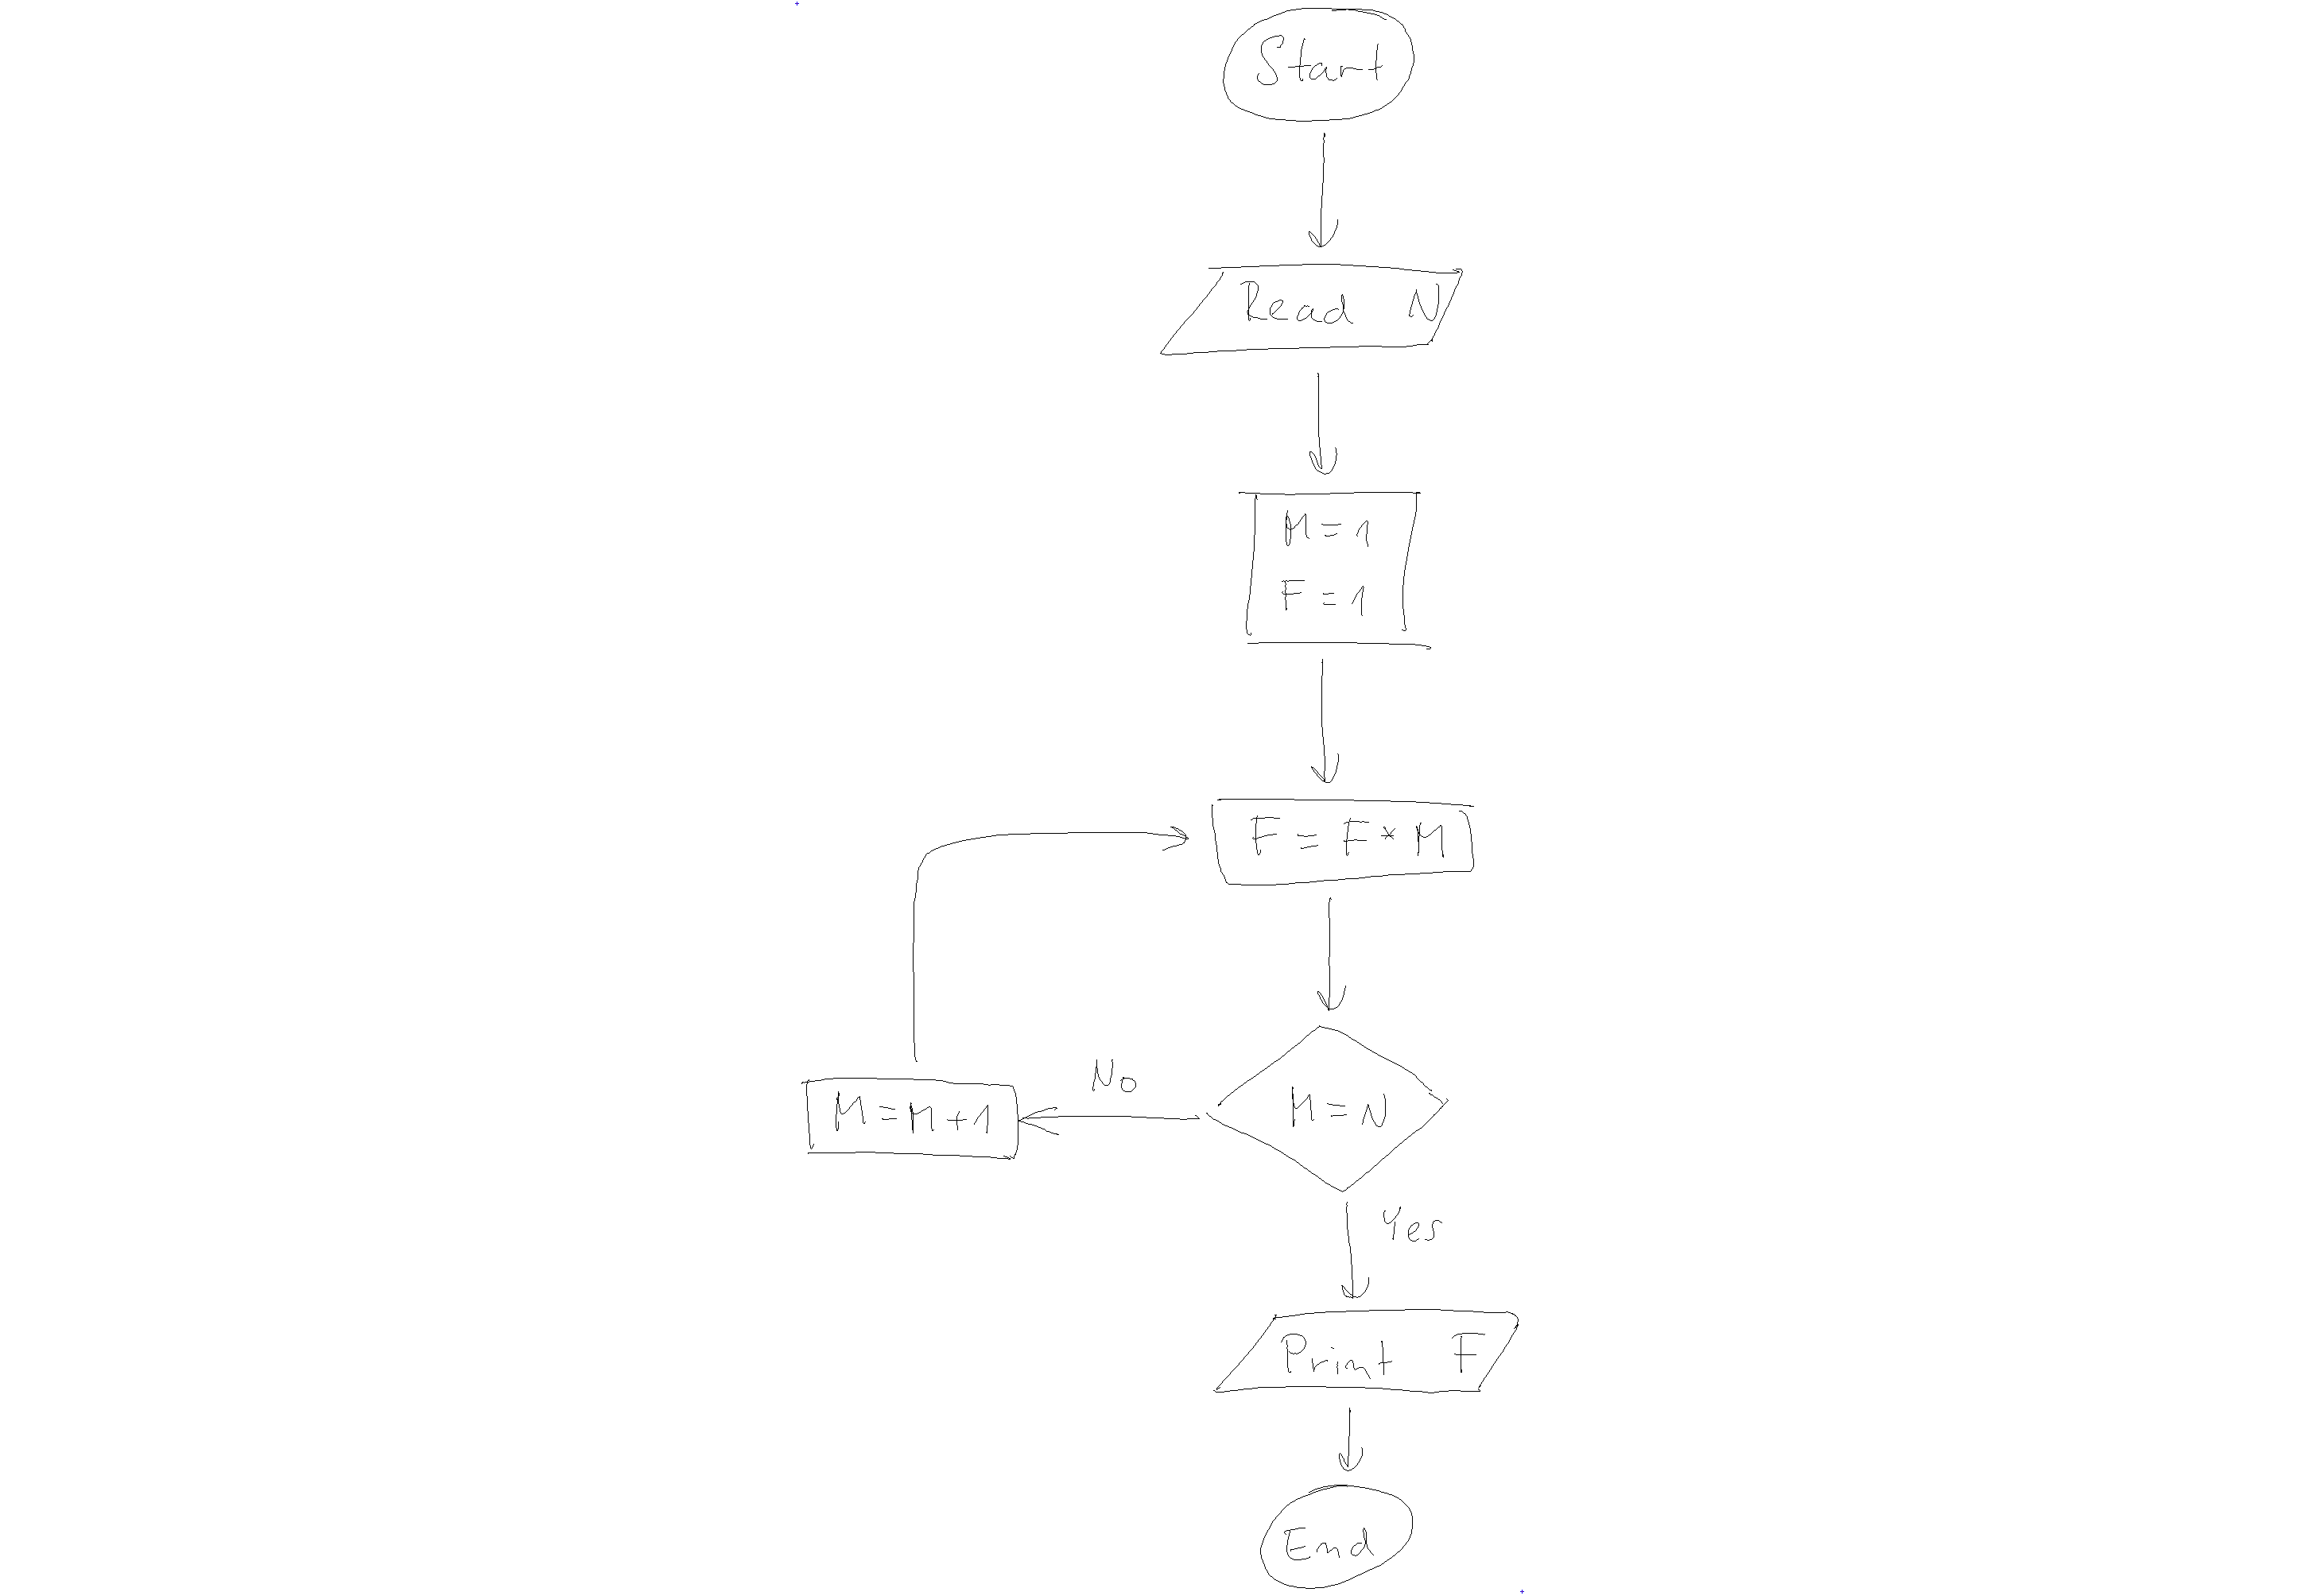 Start
Read N
M = 1
F = 1
F = F * M
No
M = M + 1
M = N
Yes
Print F
End